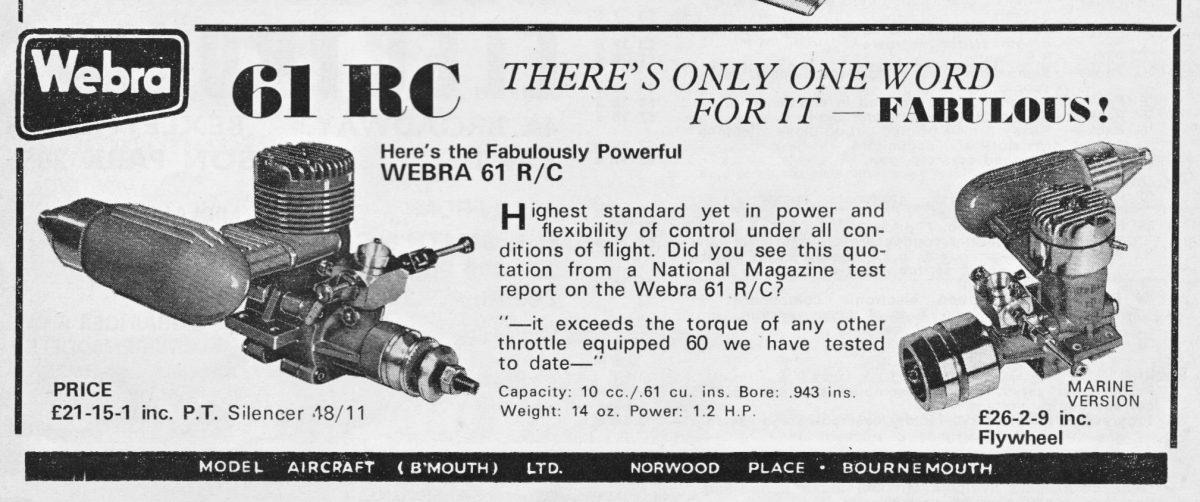 Webra
61 RC
THERE'S ONLY ONE WORD
FOR IT — FABULOUS!
Here's the Fabulously Powerful
WEBRA 61 R/C
Highest standard yet in power and
flexibility of control under all con-
ditions of flight. Did you see this quo-
tation from a National Magazine test
report on the Webra 61 R/C?
"—it exceeds the torque of any other
throttle equipped 60 we have tested
to date—"
Capacity: 10 cc./.61 cu. ins. Bore: .943 ins.
Weight: 14 oz. Power: 1.2 H.P.
PRICE
£21-15-1 inc. P.T. Silencer 48/11
MARINE
VERSION
£26-2-9 inc.
Flywheel
MODEL AIRCRAFT (B'MOUTH) LTD. NORWOOD PLACE · BOURNEMOUTH